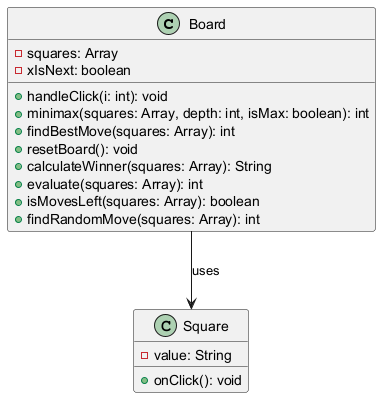 C Board
squares: Array
xIsNext: boolean
handleClick(i: int): void
minimax(squares: Array, depth: int, isMax: boolean): int
findBestMove(squares: Array): int
resetBoard(): void
calculateWinner(squares: Array): String
evaluate(squares: Array): int
isMovesLeft(squares: Array): boolean
findRandomMove(squares: Array): int
uses
C Square
value: String
onClick(): void